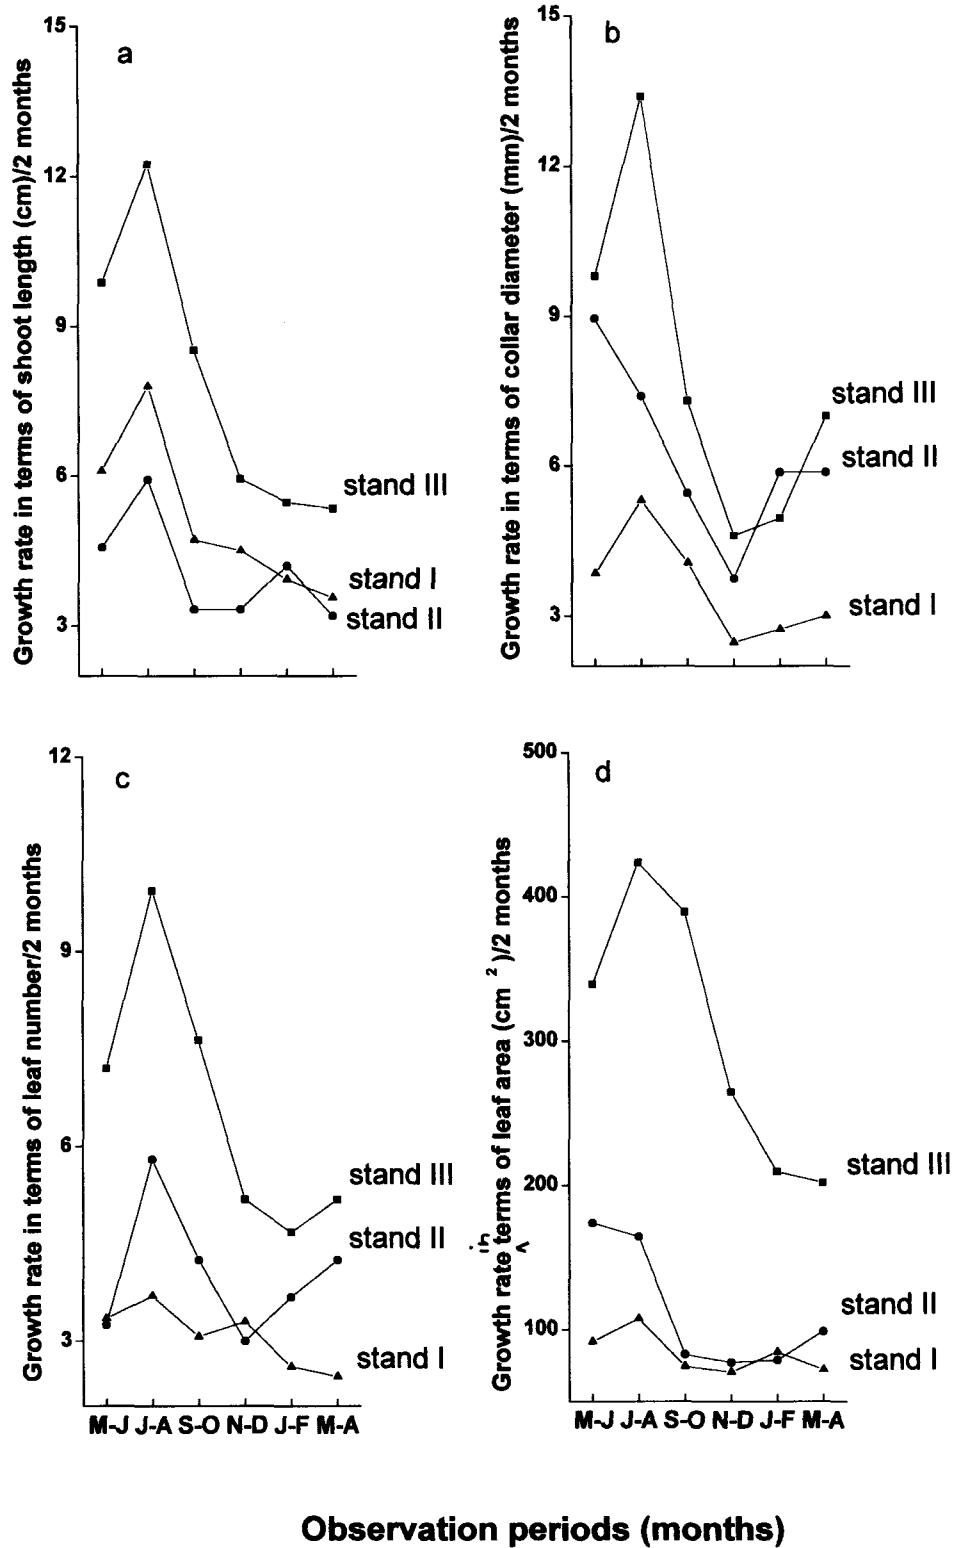 a
15
12
9
6
3
Growth rate in terms of shoot length (cm)/2 months
stand III
stand I
stand II
b
15
12
9
6
3
Growth rate in terms of collar diameter (mm)/2 months
stand III
stand II
stand I
c
12
9
6
3
Growth rate in terms of leaf number/2 months
stand III
stand II
stand I
M-J J-A S-O N-D J-F M-A
d
500
400
300
200
100
Growth rate terms of leaf area (cm ²)/2 months
stand III
stand II
stand I
M-J J-A S-O N-D J-F M-A
Observation periods (months)